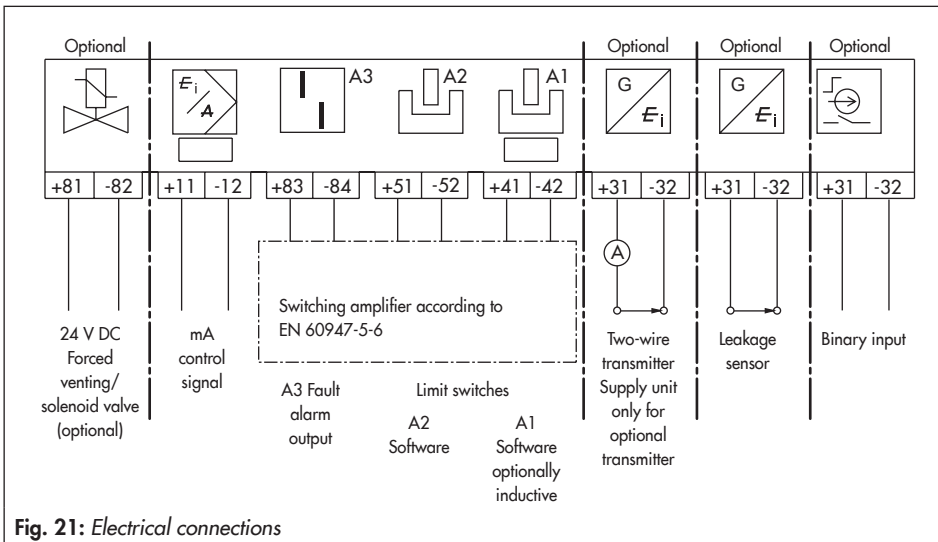 Optional Optional Optional Optional
E i / A A3 A2 A1 G E i G E i
+81 -82 +11 -12 +83 -84 +51 -52 +41 -42 +31 -32 +31 -32 +31 -32
A
Switching amplifier according to
EN 60947-5-6
24 V DC
Forced
venting/
solenoid valve
(optional)
mA
control
signal
A3 Fault
alarm
output
Limit switches
A2
Software
A1
Software
optionally
inductive
Two-wire
transmitter
Supply unit
only for
optional
transmitter
Leakage
sensor
Binary input
Fig. 21: Electrical connections